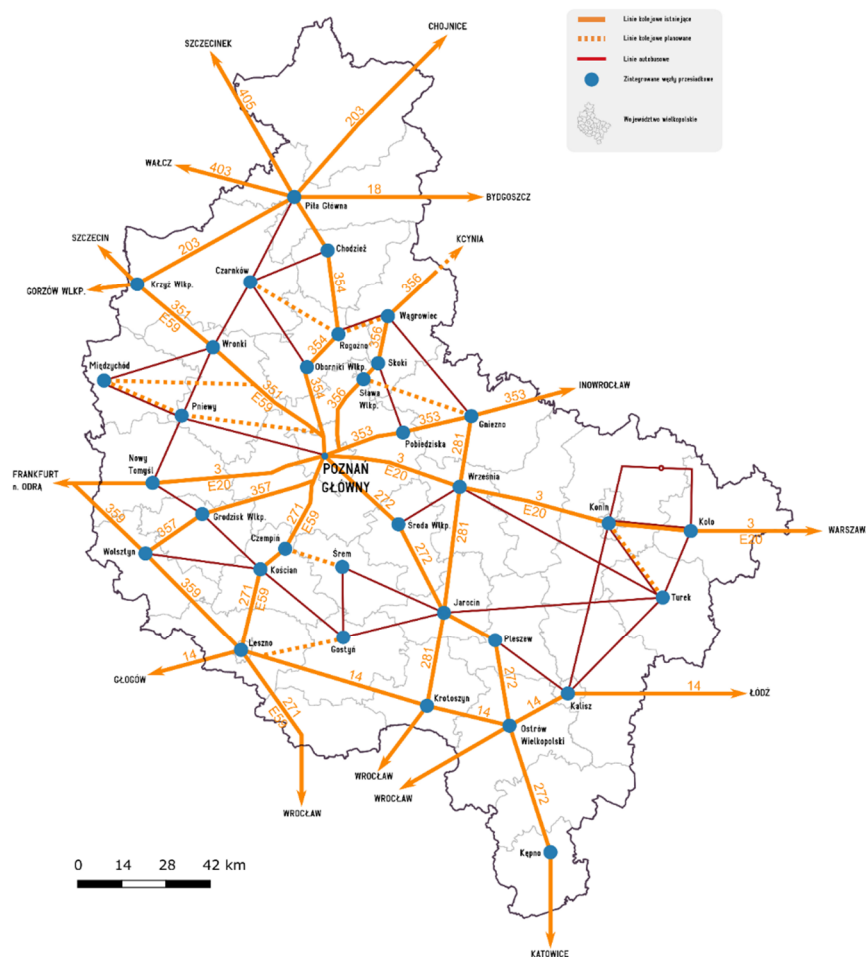 CHOJNICE
SZCZECINEK
Linie kolejowe istniejące
Linie kolejowe planowane
Linie autobusowe
Zintegrowane węzły przesiadkowe
Województwo wielkopolskie
405
203
WAŁCZ
403
18
BYDGOSZCZ
Piła Główna
SZCZECIN
203
Chodzież
KCYNIA
Czarnków
354
356
GORZÓW WLKP.
Krzyż Wlkp.
351
E59
Wągrowiec
Rogoźno
356
354
Wronki
Międzychód
Oborniki Wlkp.
Skoki
351
E59
354
356
Sława
Wlkp.
INOWROCŁAW
353
Pniewy
353
353
Pobiedziska
Gniezno
281
Nowy
Tomyśl
3
E20
POZNAŃ
GŁÓWNY
3
E20
Września
FRANKFURT
n. ODRĄ
357
271
E59
272
3
E20
Konin
Koło
3
E20
WARSZAWA
359
357
Grodzisk Wlkp.
Czempiń
Środa Wlkp.
281
Wolsztyn
Śrem
272
Kościan
359
271
E59
Jarocin
Turek
Leszno
Gostyń
Pleszew
14
GŁOGÓW
281
272
14
14
Krotoszyn
14
14
Kalisz
14
ŁÓDŹ
271
E59
Ostrów
Wielkopolski
WROCŁAW
WROCŁAW
WROCŁAW
272
Kępno
0 14 28 42 km
KATOWICE